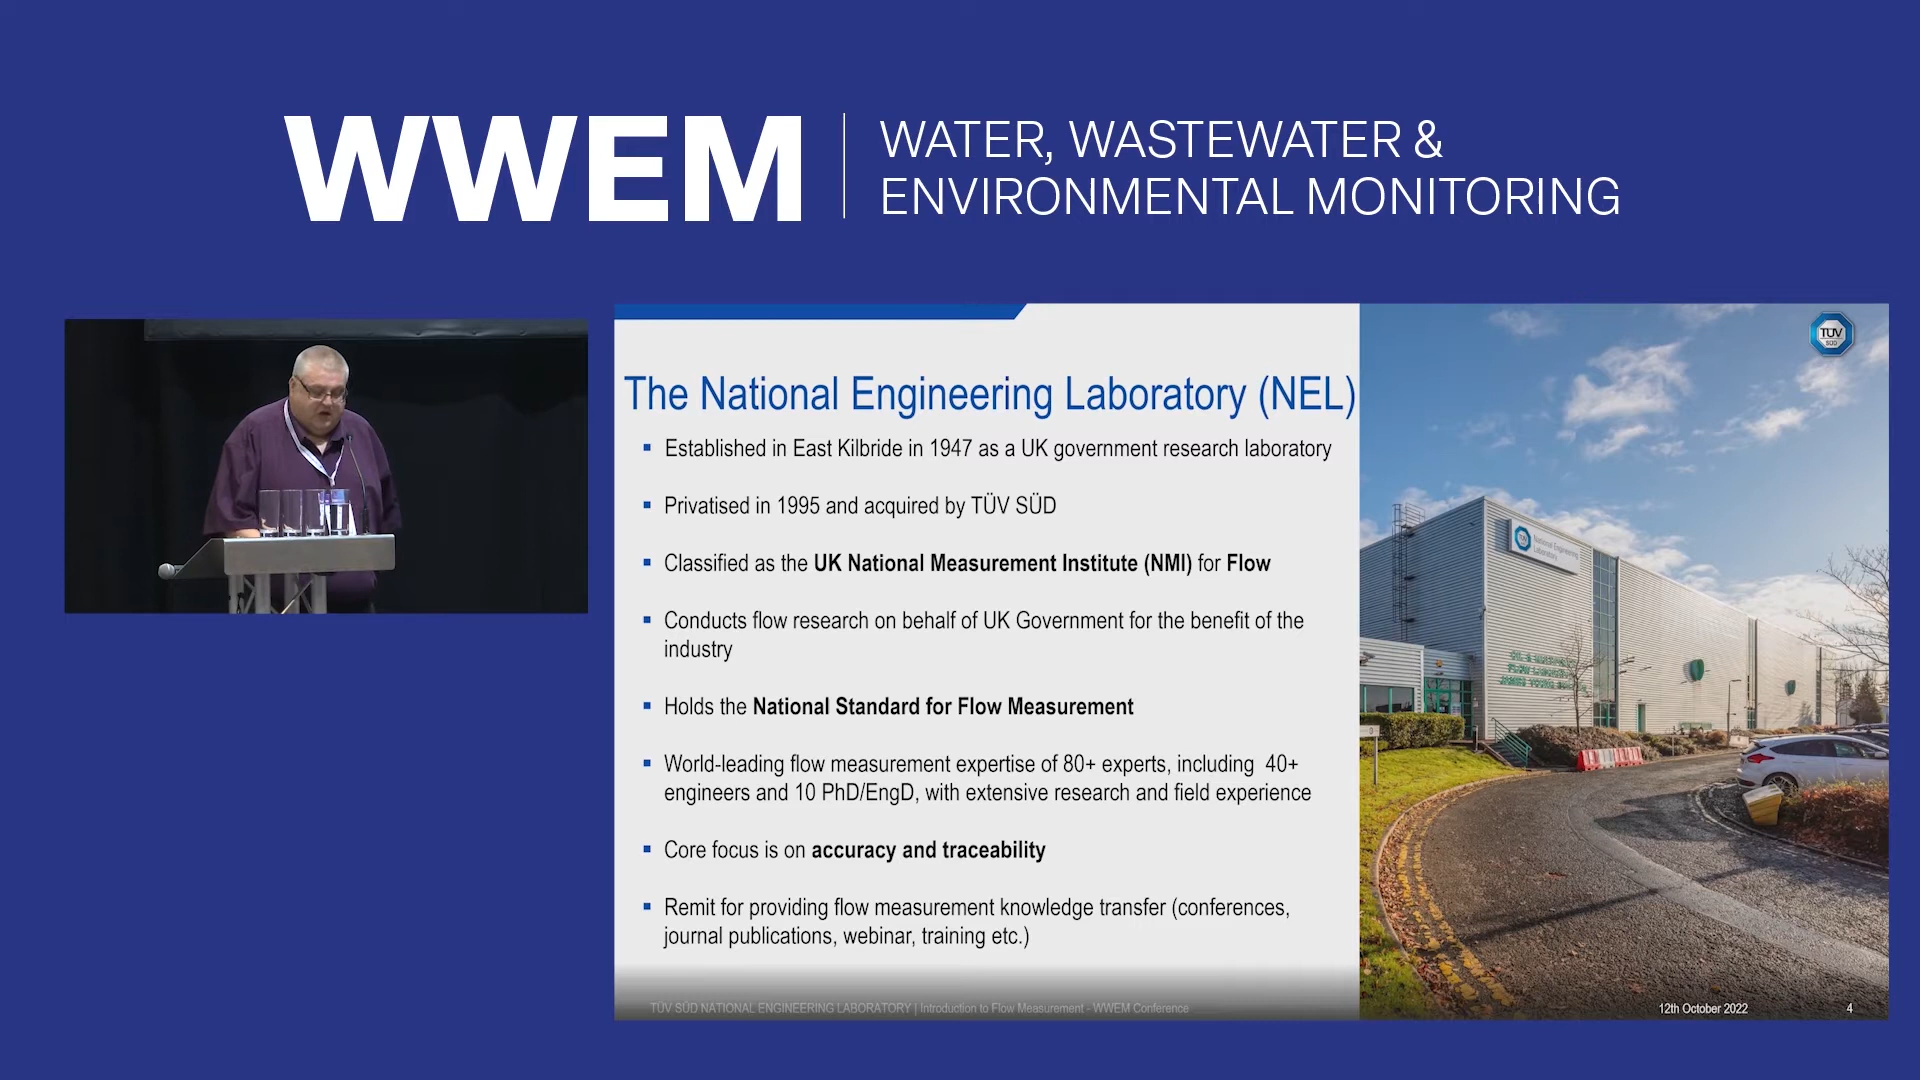 WWEM
WATER, WASTEWATER &
ENVIRONMENTAL MONITORING
TÜV
SÜD
The National Engineering Laboratory (NEL)
Established in East Kilbride in 1947 as a UK government research laboratory
Privatised in 1995 and acquired by TÜV SÜD
Classified as the UK National Measurement Institute (NMI) for Flow
Conducts flow research on behalf of UK Government for the benefit of the
industry
Holds the National Standard for Flow Measurement
World-leading flow measurement expertise of 80+ experts, including 40+
engineers and 10 PhD/EngD, with extensive research and field experience
Core focus is on accuracy and traceability
Remit for providing flow measurement knowledge transfer (conferences,
journal publications, webinar, training etc.)
National Engineering
Laboratory
TÜV SÜD NATIONAL ENGINEERING LABORATORY | Introduction to Flow Measurement - WWEM Conference
12th October 2022
4